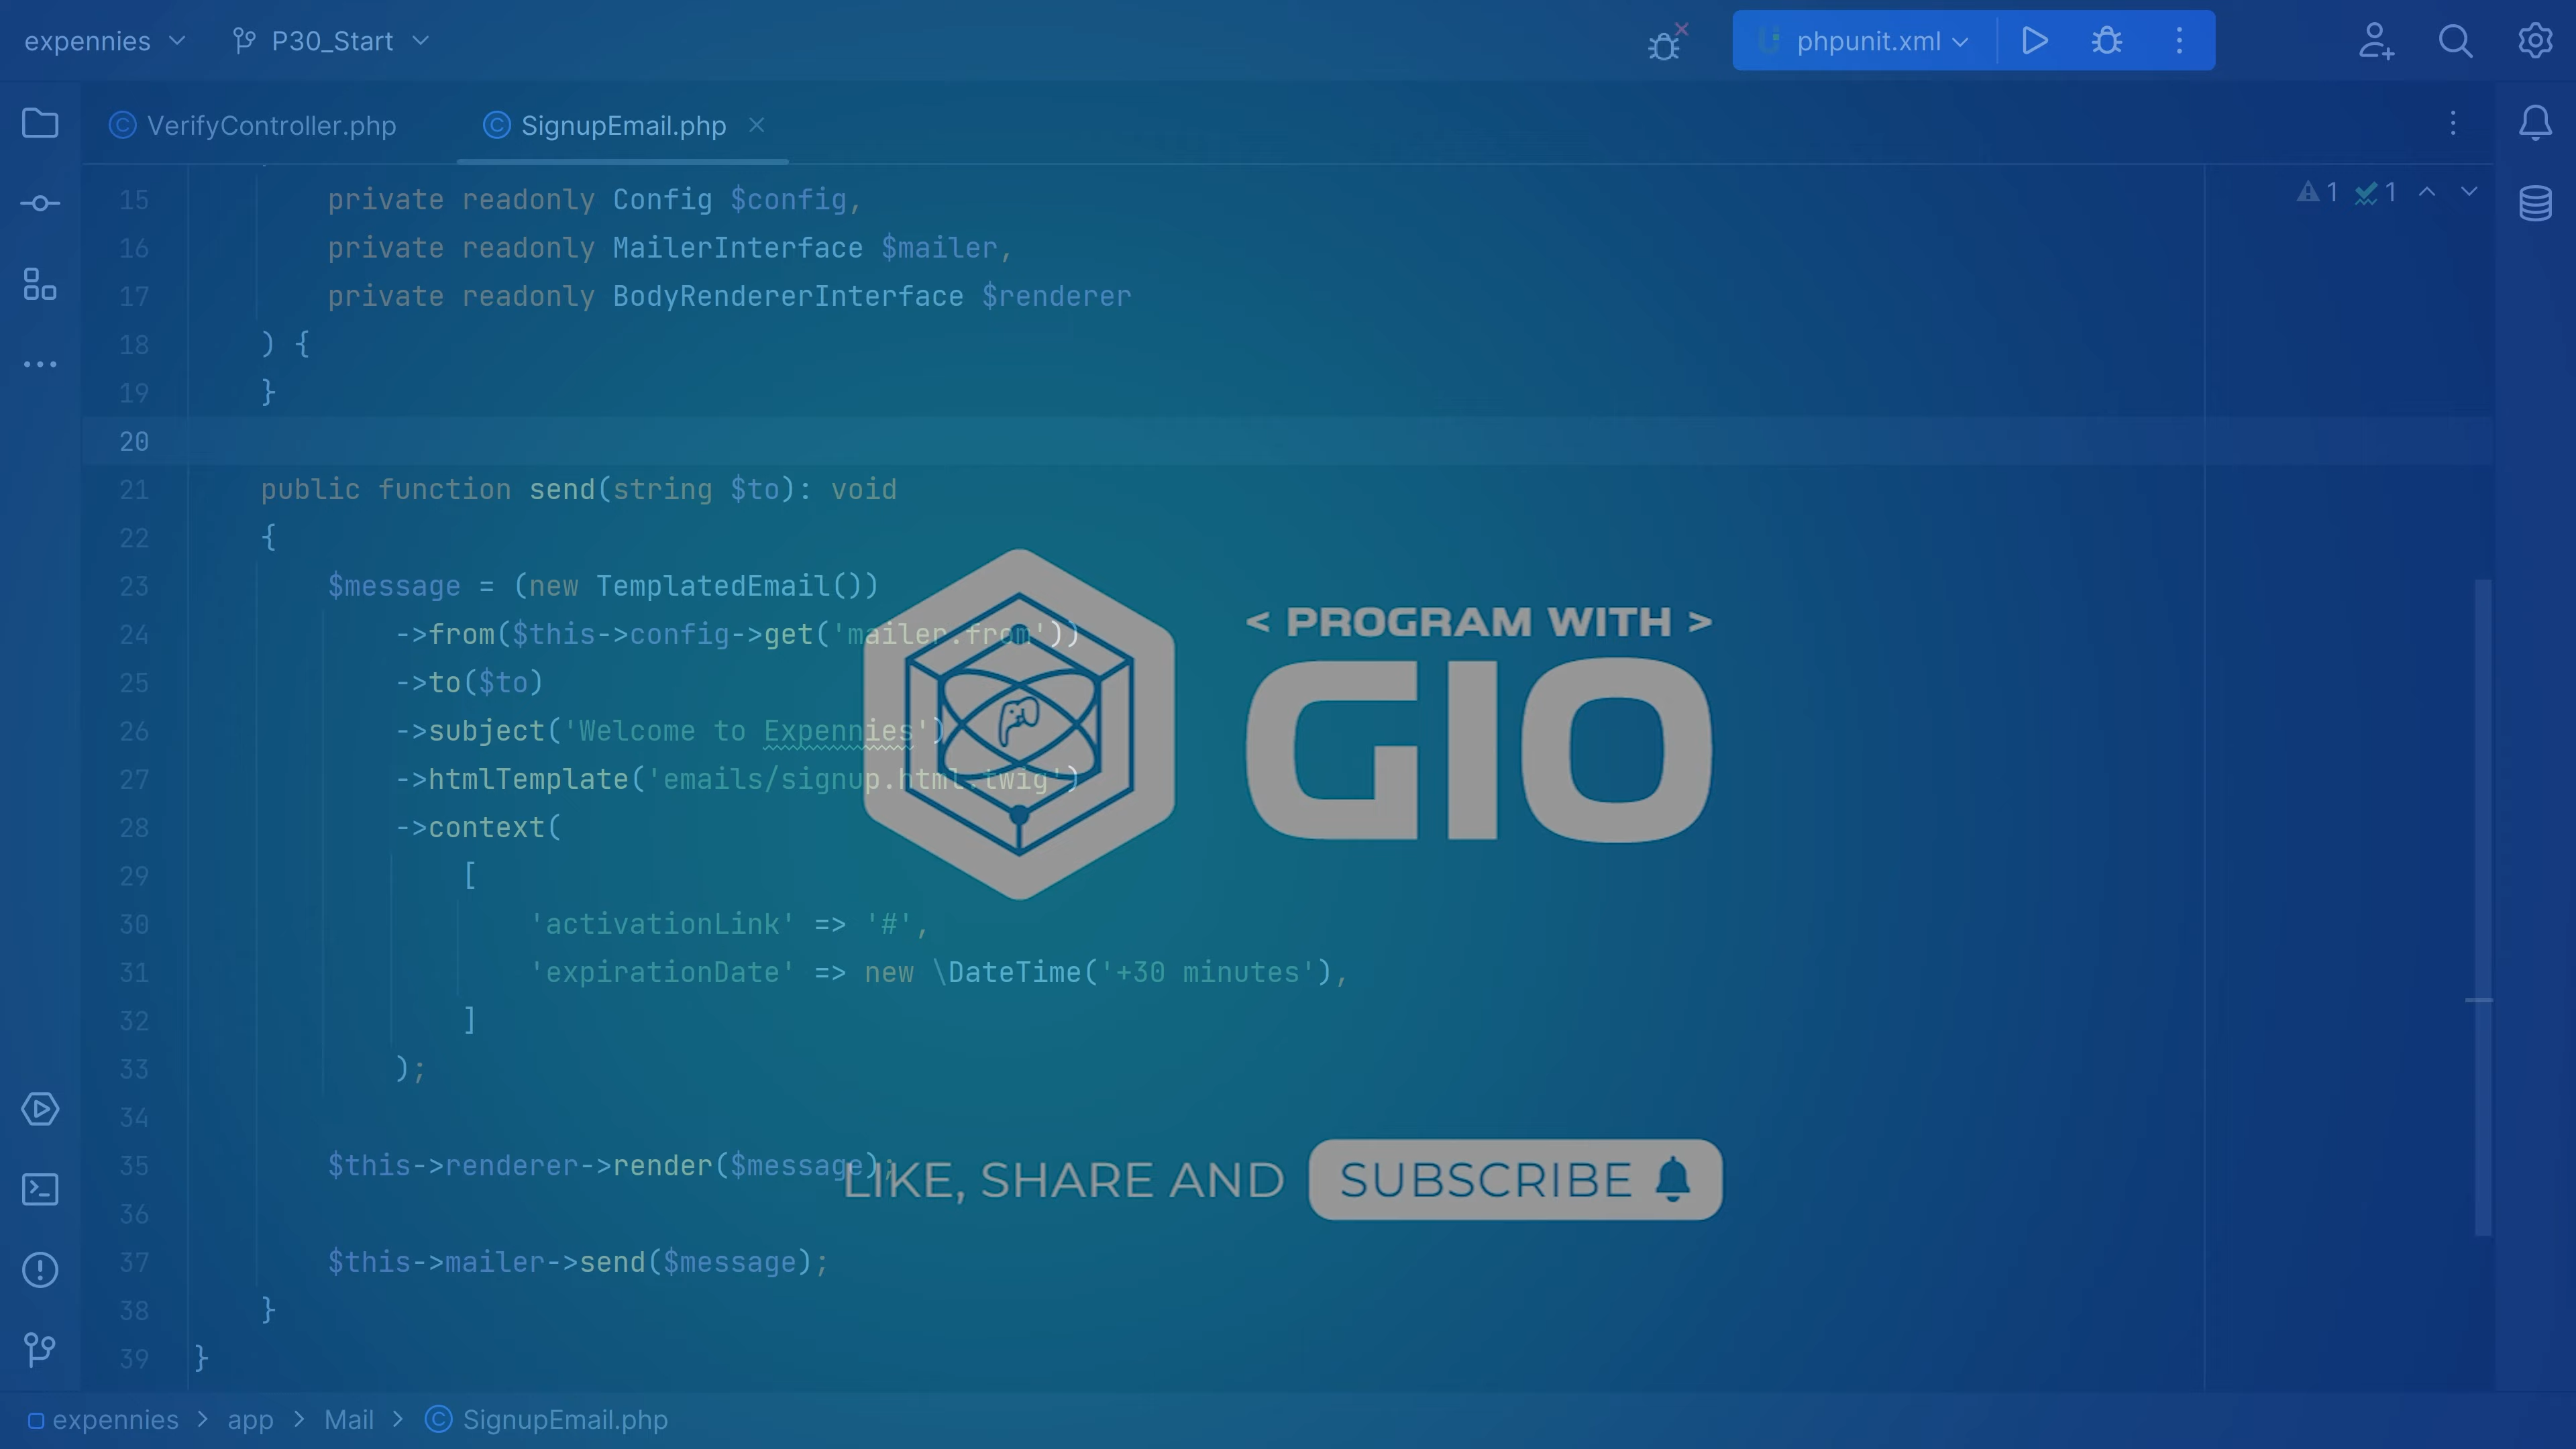 expennies P30_Start phpunit.xml
VerifyController.php SignupEmail.php
1 1
15 private readonly Config $config,
16 private readonly MailerInterface $mailer,
17 private readonly BodyRendererInterface $renderer
18 ) {
19 }
20
21 public function send(string $to): void
22 {
23 $message = (new TemplatedEmail())
24 ->from($this->config->get('mailer.from'))
25 ->to($to)
26 ->subject('Welcome to Expennies')
27 ->htmlTemplate('emails/signup.html.twig')
28 ->context(
29 [
30 'activationLink' => '#',
31 'expirationDate' => new \DateTime('+30 minutes'),
32 ]
33 );
34
35 $this->renderer->render($message);
36
37 $this->mailer->send($message);
38 }
39 }
< PROGRAM WITH >
GIO
LIKE, SHARE AND SUBSCRIBE
expennies > app > Mail > SignupEmail.php